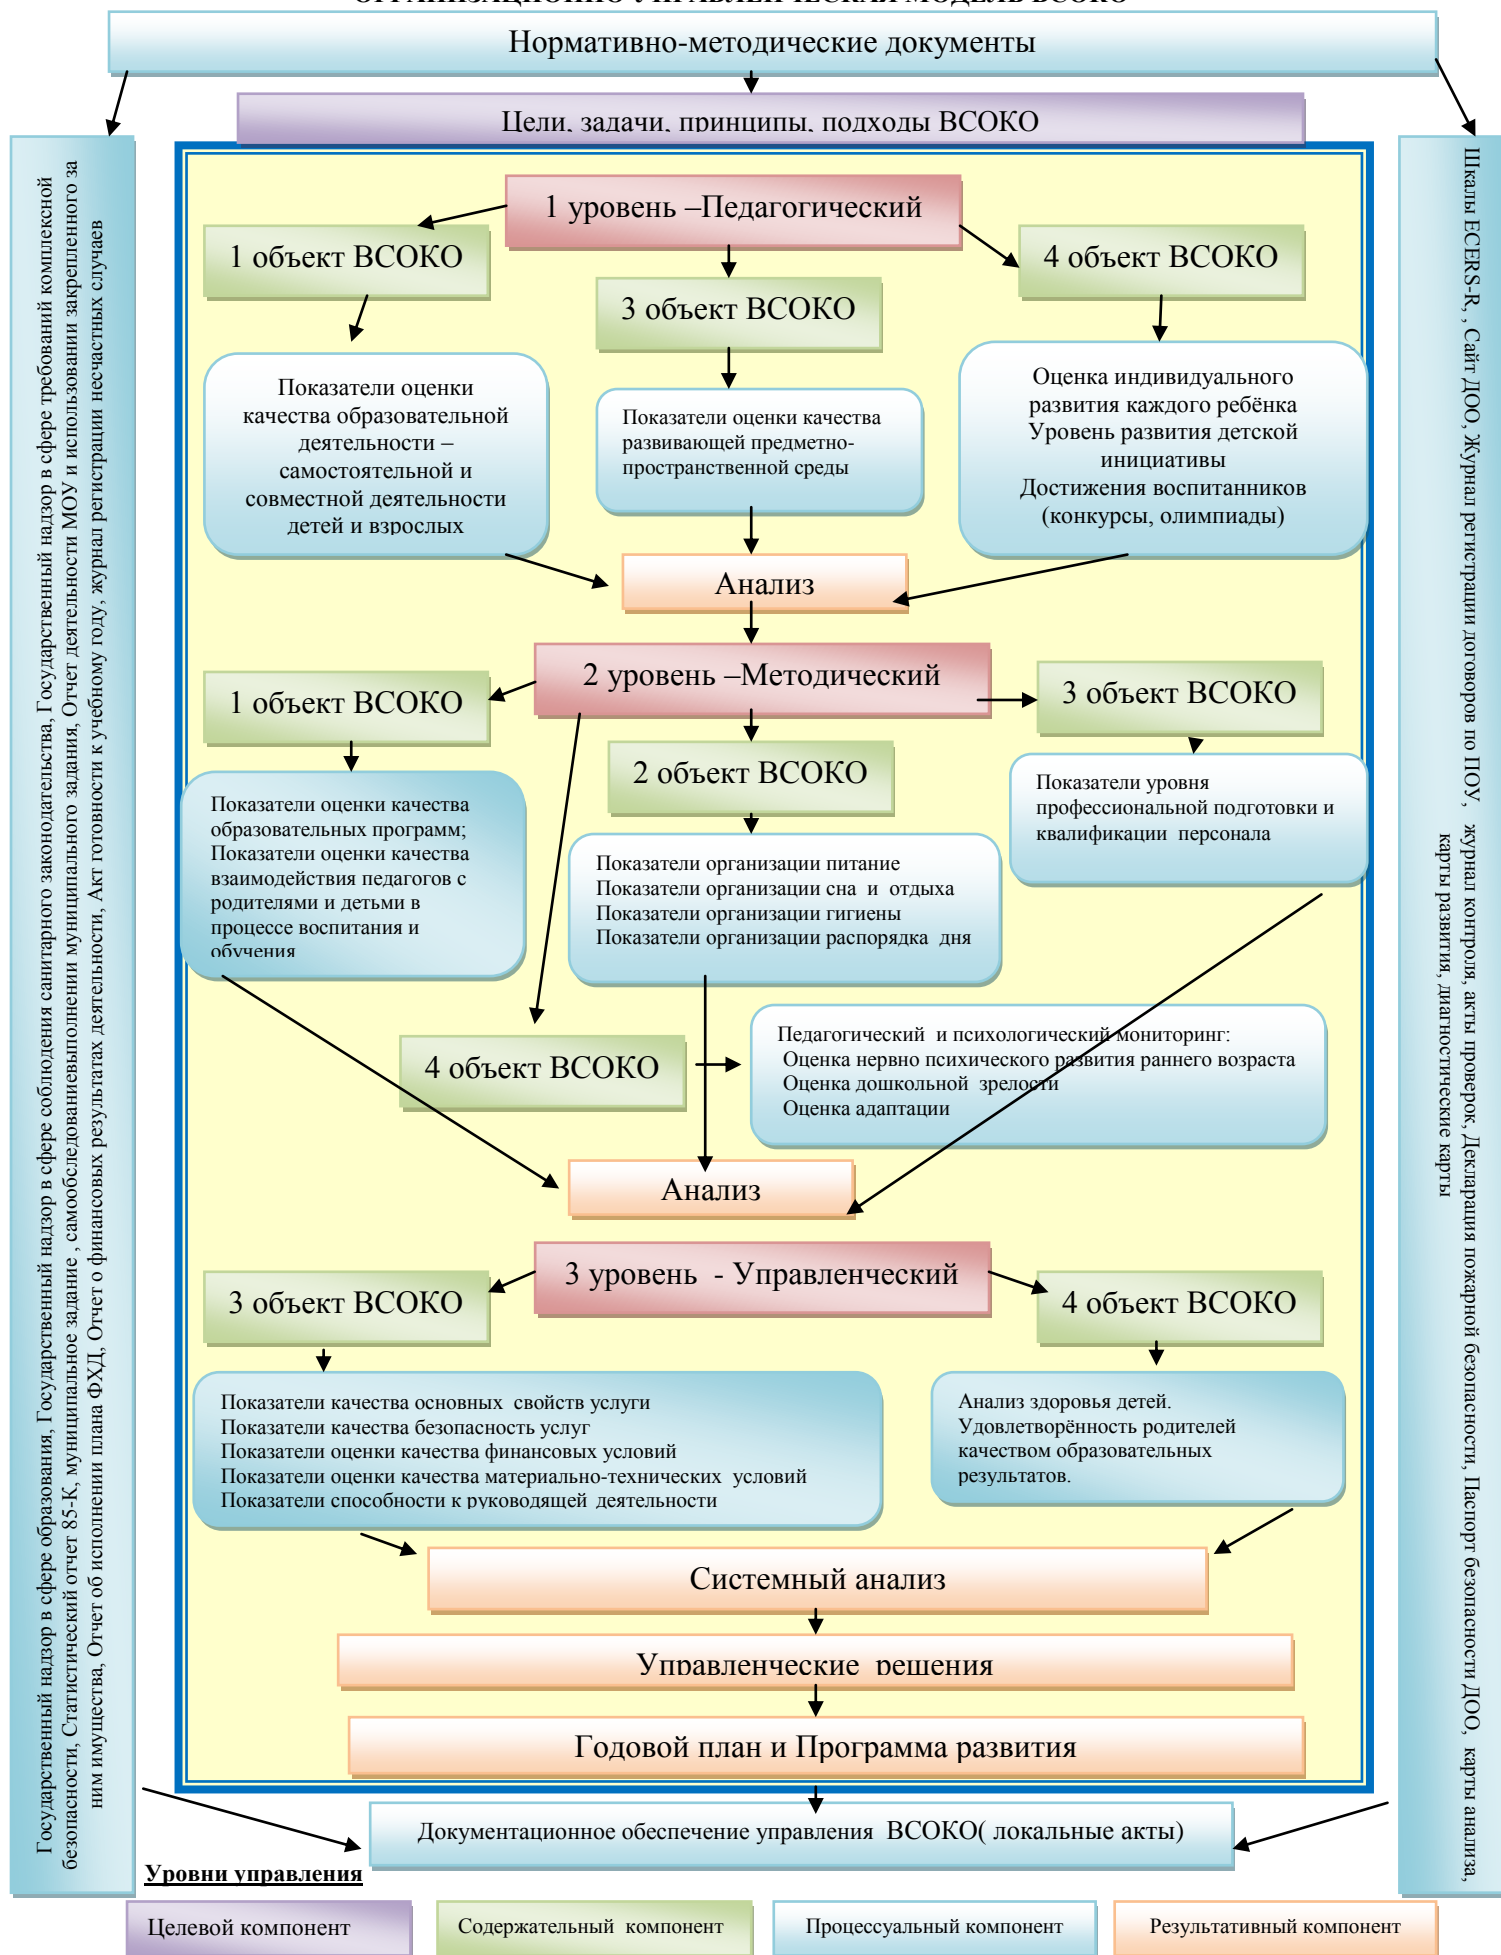 ОРГАНИЗАЦИОННО-УПРАВЛЕНЧЕСКАЯ МОДЕЛЬ ВСОКО
Нормативно-методические документы
Цели, задачи, принципы, подходы ВСОКО
Государственный надзор в сфере образования, Государственный надзор в сфере соблюдения санитарного законодательства, Государственный надзор в сфере требований комплексной
безопасности, Статистический отчет 85-К, муниципальное задание , самообследованиевыполнении муниципального задания, Отчет деятельности МОУ и использовании закрепленного за
ним имущества, Отчет об исполнении плана ФХД, Отчет о финансовых результатах деятельности, Акт готовности к учебному году, журнал регистрации несчастных случаев
1 уровень –Педагогический
1 объект ВСОКО
3 объект ВСОКО
4 объект ВСОКО
Показатели оценки
качества образовательной
деятельности –
самостоятельной и
совместной деятельности
детей и взрослых
Показатели оценки качества
развивающей предметно-
пространственной среды
Оценка индивидуального
развития каждого ребёнка
Уровень развития детской
инициативы
Достижения воспитанников
(конкурсы, олимпиады)
Анализ
2 уровень –Методический
1 объект ВСОКО
2 объект ВСОКО
3 объект ВСОКО
Показатели оценки качества
образовательных программ;
Показатели оценки качества
взаимодействия педагогов с
родителями и детьми в
процессе воспитания и
обучения
Показатели организации питание
Показатели организации сна и отдыха
Показатели организации гигиены
Показатели организации распорядка дня
Показатели уровня
профессиональной подготовки и
квалификации персонала
4 объект ВСОКО
Педагогический и психологический мониторинг:
Оценка нервно психического развития раннего возраста
Оценка дошкольной зрелости
Оценка адаптации
Анализ
3 уровень - Управленческий
3 объект ВСОКО
4 объект ВСОКО
Показатели качества основных свойств услуги
Показатели качества безопасность услуг
Показатели оценки качества финансовых условий
Показатели оценки качества материально-технических условий
Показатели способности к руководящей деятельности
Анализ здоровья детей.
Удовлетворённость родителей
качеством образовательных
результатов.
Системный анализ
Управленческие решения
Годовой план и Программа развития
Шкалы ECERS-R, , Сайт ДОО, Журнал регистрации договоров по ПОУ, журнал контроля, акты проверок, Декларация пожарной безопасности, Паспорт безопасности ДОО, карты анализа,
карты развития, диагностические карты
Документационное обеспечение управления ВСОКО( локальные акты)
Уровни управления
Целевой компонент
Содержательный компонент
Процессуальный компонент
Результативный компонент